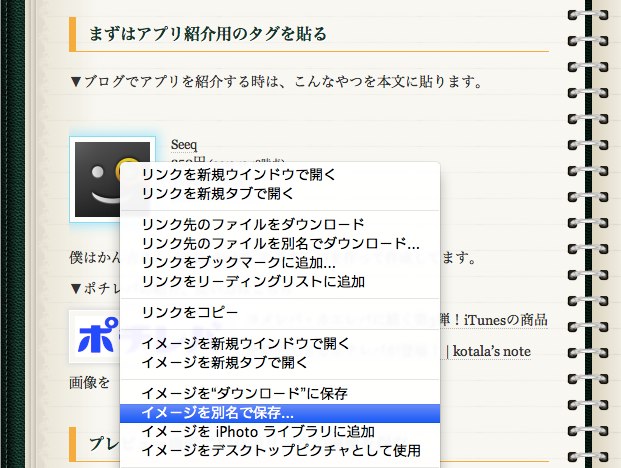 まずはアプリ紹介用のタグを貼る
▼ブログでアプリを紹介する時は、こんなやつを本文に貼ります。
Seeq
250円
リンクを新規ウインドウで開く
リンクを新規タブで開く
リンク先のファイルをダウンロード
リンク先のファイルを別名でダウンロード...
リンクをブックマークに追加...
リンクをリーディングリストに追加
リンクをコピー
イメージを新規ウインドウで開く
イメージを新規タブで開く
イメージを“ダウンロード”に保存
イメージを別名で保存...
イメージを iPhoto ライブラリに追加
イメージをデスクトップピクチャとして使用
僕はかん
ます。
▼ポチレ
ポチレ
弾！iTunesの商品
| kotala’s note
画像を
プレビ